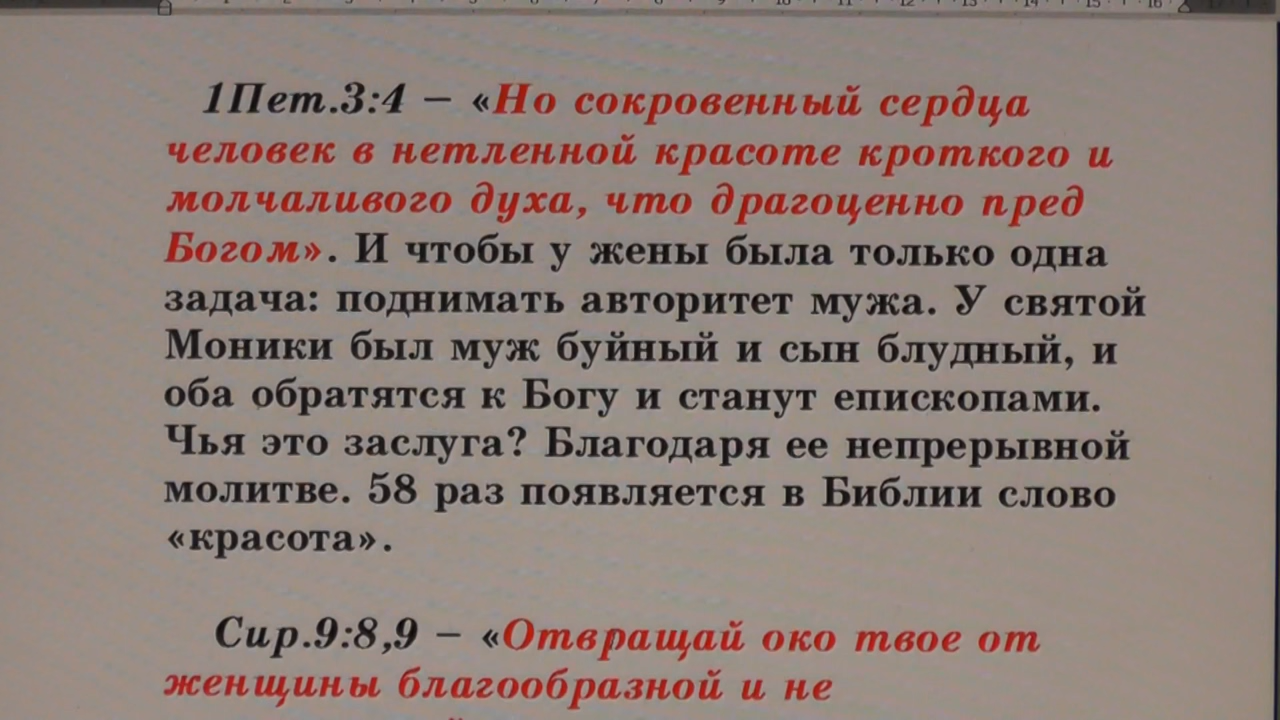 1Пет.3:4 – «Но сокровенный сердца
человек в нетленной красоте кроткого и
молчаливого духа, что драгоценно пред
Богом». И чтобы у жены была только одна
задача: поднимать авторитет мужа. У святой
Моники был муж буйный и сын блудный, и
оба обратятся к Богу и станут епископами.
Чья это заслуга? Благодаря ее непрерывной
молитве. 58 раз появляется в Библии слово
«красота».
Сир.9:8,9 – «Отвращай око твое от
женщины благообразной и не